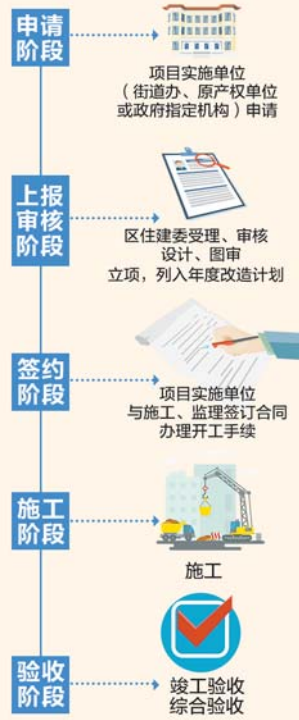 申请
阶段
项目实施单位
（街道办、原产权单位
或政府指定机构）申请
上报
审核
阶段
区住建委受理、审核
设计、图审
立项，列入年度改造计划
签约
阶段
项目实施单位
与施工、监理签订合同
办理开工手续
施工
阶段
施工
验收
阶段
竣工验收
综合验收